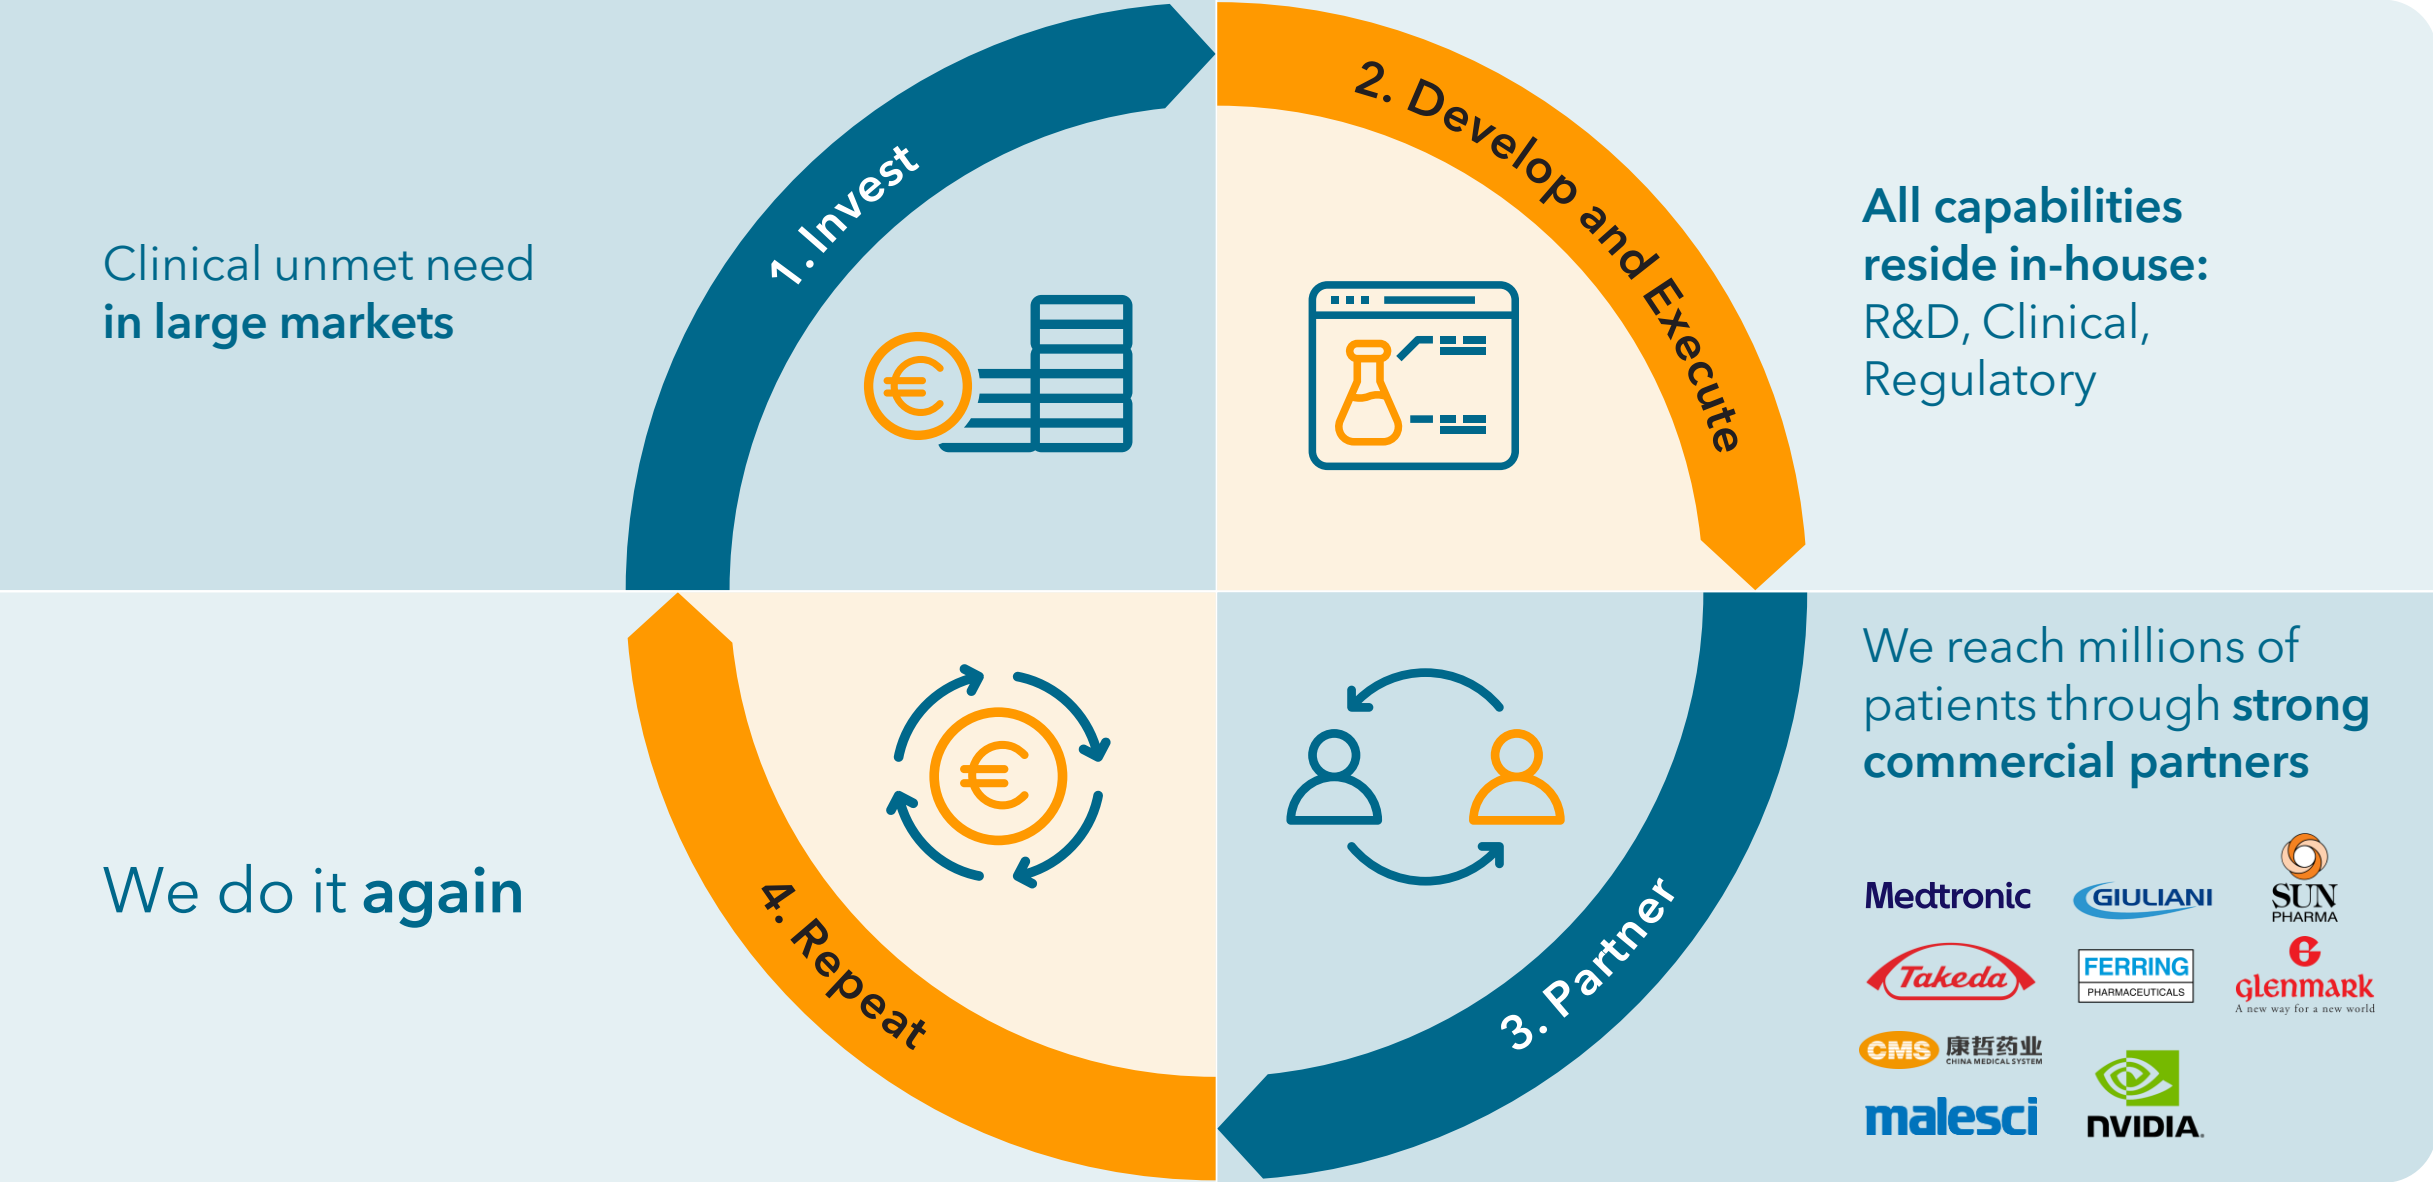 Clinical unmet need
in large markets
1. Invest
2. Develop and Execute
All capabilities
reside in-house:
R&D, Clinical,
Regulatory
We reach millions of
patients through strong
commercial partners
Medtronic
GIULIANI
SUN
PHARMA
Takeda
FERRING
PHARMACEUTICALS
glenmark
A new way for a new world
CMS 康哲药业
CHINA MEDICAL SYSTEM
malesci
NVIDIA.
3. Partner
4. Repeat
We do it again